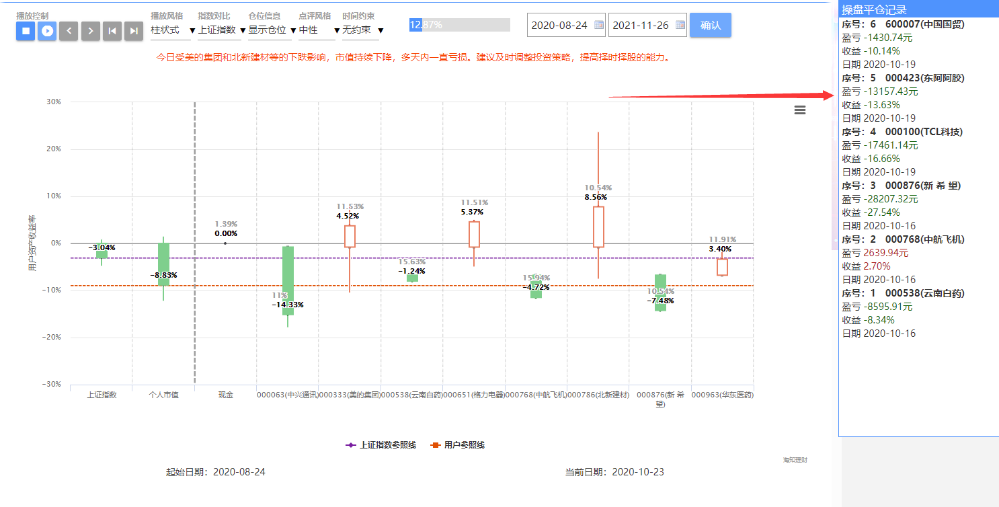 播放控制
播放风格 指数对比 仓位信息 点评风格 时间约束
柱状式 ▼ 上证指数 ▼ 显示仓位 ▼ 中性 ▼ 无约束 ▼
12.87%
2020-08-24
2021-11-26
确认
今日受美的集团和北新建材等的下跌影响，市值持续下降，多天内一直亏损。建议及时调整投资策略，提高择时择股的能力。
用户资产收益率
30%
20%
10%
0%
-10%
-20%
-30%
-3.04%
-8.83%
1.39%
0.00%
11%
-14.33%
11.53%
4.52%
15.63%
-1.24%
11.51%
5.37%
15.94%
-4.72%
10.54%
8.56%
10.54%
-7.48%
11.91%
3.40%
上证指数
个人市值
现金
000063(中兴通讯)
000333(美的集团)
000538(云南白药)
000651(格力电器)
000768(中航飞机)
000786(北新建材)
000876(新 希
望)
000963(华东医药)
上证指数参照线
用户参照线
海知理财
起始日期：2020-08-24
当前日期：2020-10-23
操盘平仓记录
序号：6 600007(中国国贸)
盈亏 -1430.74元
收益 -10.14%
日期 2020-10-19
序号：5 000423(东阿阿胶)
盈亏 -13157.43元
收益 -13.63%
日期 2020-10-19
序号：4 000100(TCL科技)
盈亏 -17461.14元
收益 -16.66%
日期 2020-10-19
序号：3 000876(新 希 望)
盈亏 -28207.32元
收益 -27.54%
日期 2020-10-16
序号：2 000768(中航飞机)
盈亏 2639.94元
收益 2.70%
日期 2020-10-16
序号：1 000538(云南白药)
盈亏 -8595.91元
收益 -8.34%
日期 2020-10-16